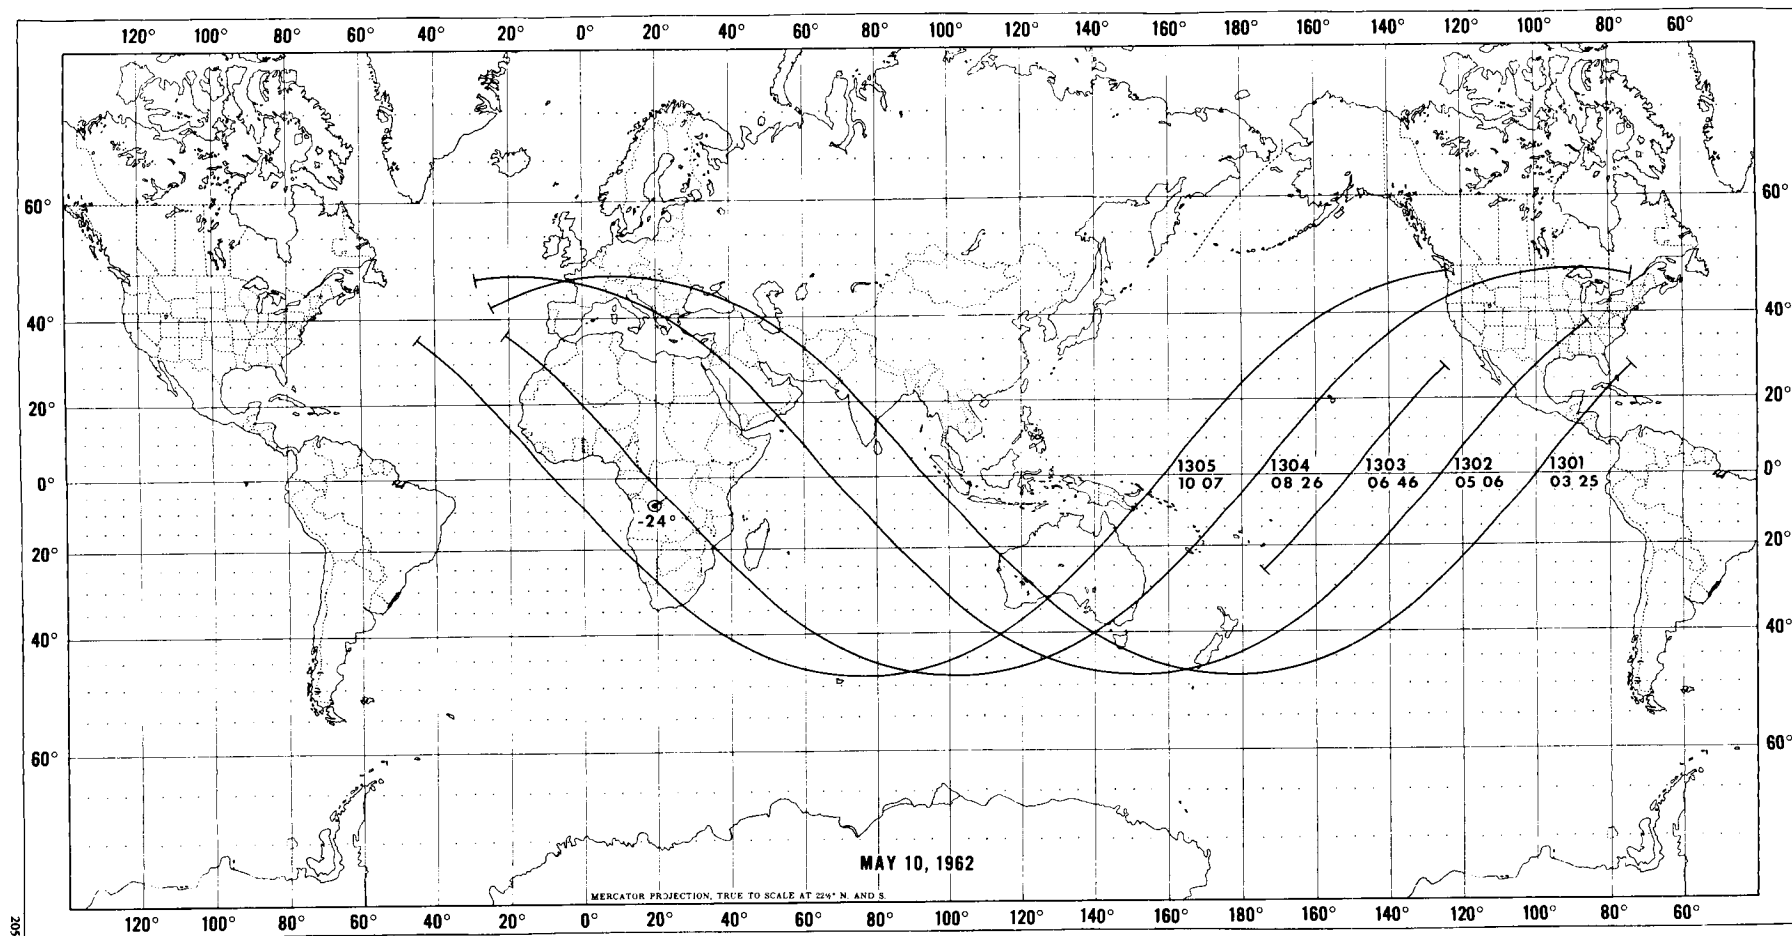 120° 100° 80° 60° 40° 20° 0° 20° 40° 60° 80° 100° 120° 140° 160° 180° 160° 140° 120° 100° 80° 60°
60° 60°
40° 40°
20° 20°
1305 1304 1303 1302 1301
0° 0°
10 07 08 26 06 46 05 06 03 25
-24°
20° 20°
40° 40°
60° 60°
MAY 10, 1962
MERCATOR PROJECTION, TRUE TO SCALE AT 22½° N. AND S.
120° 100° 80° 60° 40° 20° 0° 20° 40° 60° 80° 100° 120° 140° 160° 180° 160° 140° 120° 100° 80° 60°
205